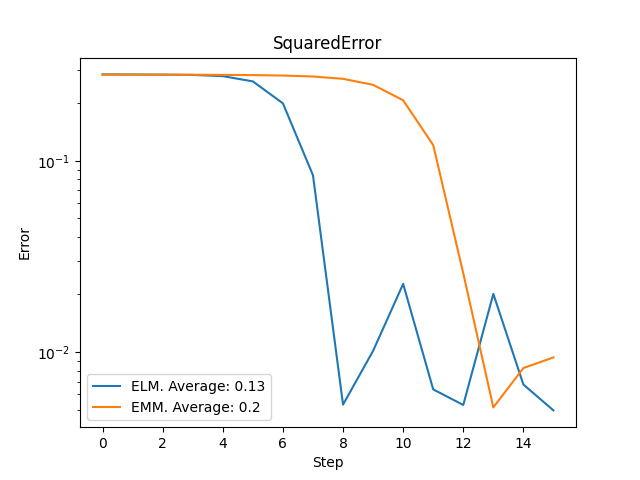 SquaredError
Error
10⁻¹
10⁻²
ELM. Average: 0.13
EMM. Average: 0.2
0 2 4 6 8 10 12 14
Step